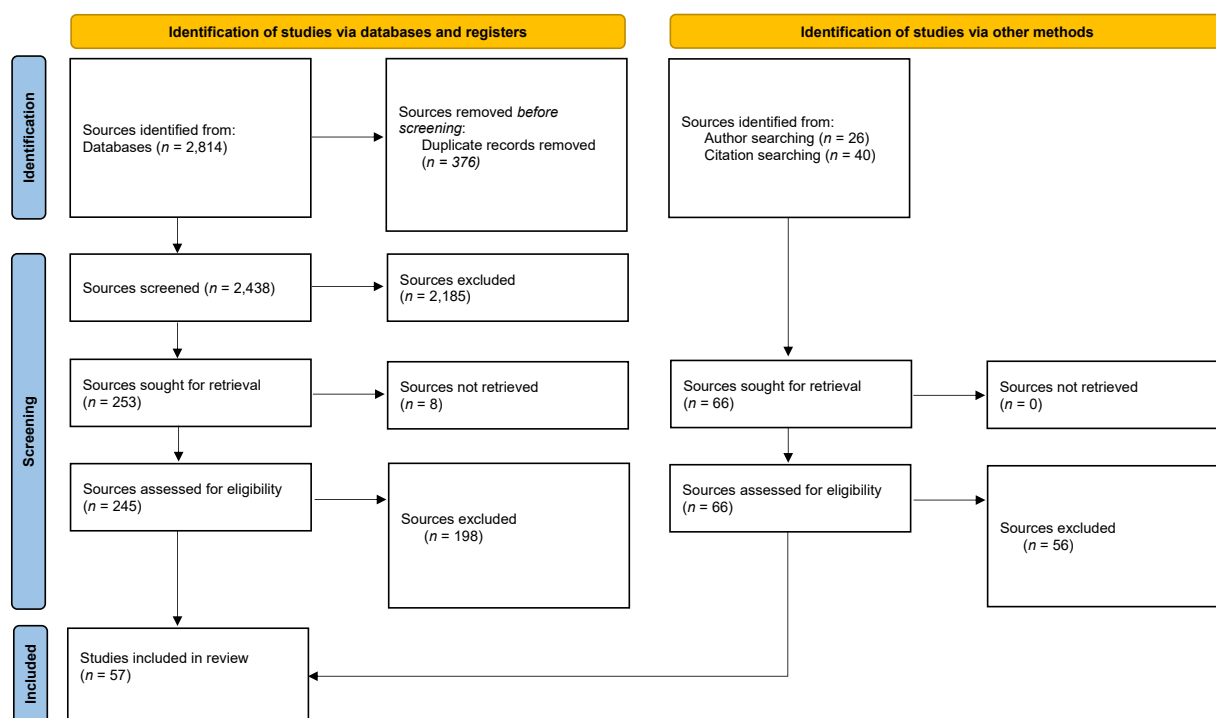 Identification of studies via databases and registers
Identification of studies via other methods
Identification
Sources identified from:
Databases (n = 2,814)
Sources removed before
screening:
Duplicate records removed
(n = 376)
Sources identified from:
Author searching (n = 26)
Citation searching (n = 40)
Screening
Sources screened (n = 2,438)
Sources excluded
(n = 2,185)
Sources sought for retrieval
(n = 253)
Sources not retrieved
(n = 8)
Sources sought for retrieval
(n = 66)
Sources not retrieved
(n = 0)
Sources assessed for eligibility
(n = 245)
Sources excluded
(n = 198)
Sources assessed for eligibility
(n = 66)
Sources excluded
(n = 56)
Included
Studies included in review
(n = 57)